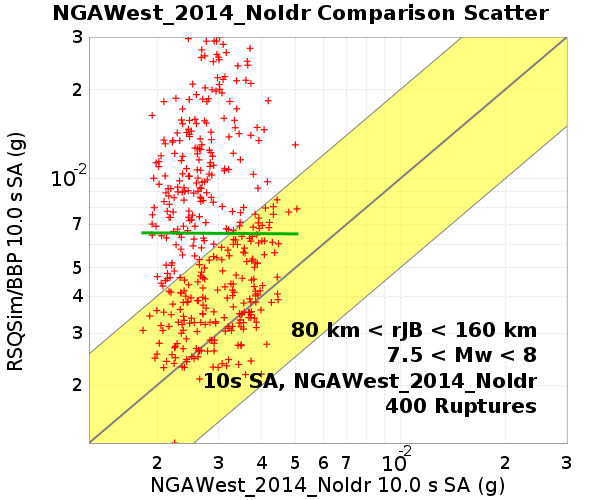 NGAWest_2014_NoIdr Comparison Scatter
3
2
10-2
7
5
4
3
2
RSQSim/BBP 10.0 s SA (g)
80 km < rJB < 160 km
7.5 < Mw < 8
10s SA, NGAWest_2014_NoIdr
400 Ruptures
2 3 4 5 6 7 10-2 2 3
NGAWest_2014_NoIdr 10.0 s SA (g)